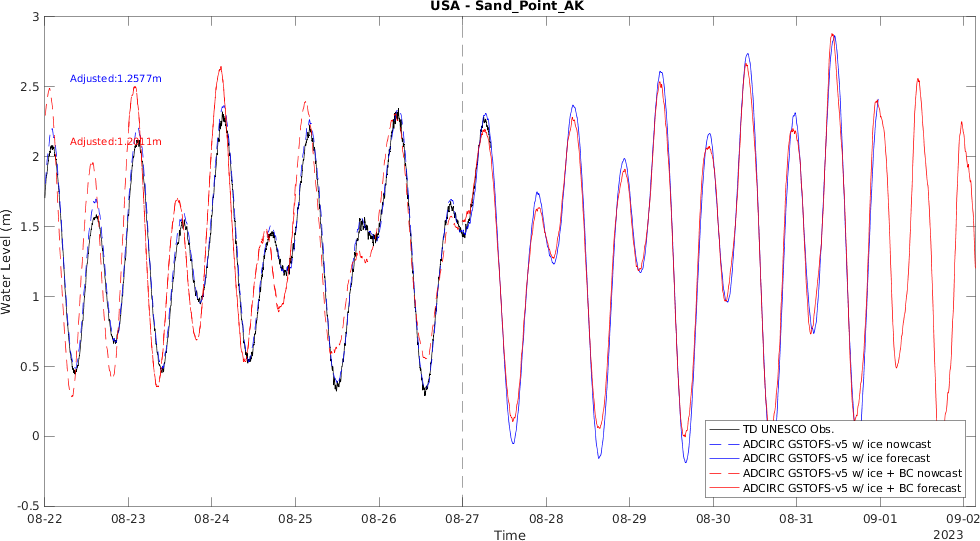 USA - Sand_Point_AK
3
2.5
2
1.5
1
0.5
0
-0.5
Water Level (m)
Adjusted:1.2577m
TD UNESCO Obs.
ADCIRC GSTOFS-v5 w/ ice nowcast
ADCIRC GSTOFS-v5 w/ ice forecast
ADCIRC GSTOFS-v5 w/ ice + BC nowcast
ADCIRC GSTOFS-v5 w/ ice + BC forecast
08-22 08-23 08-24 08-25 08-26 08-27 08-28 08-29 08-30 08-31 09-01 09-02
Time
2023